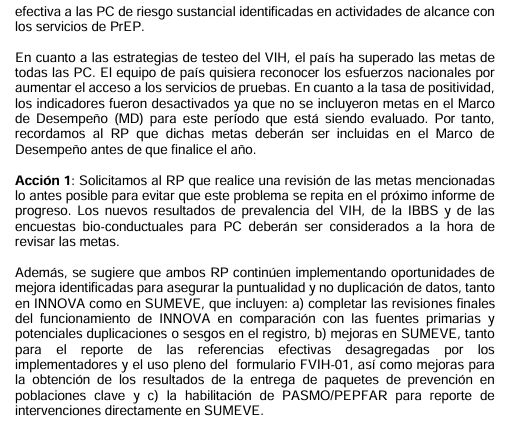 efectiva a las PC de riesgo sustancial identificadas en actividades de alcance con
los servicios de PrEP.
En cuanto a las estrategias de testeo del VIH, el país ha superado las metas de
todas las PC. El equipo de país quisiera reconocer los esfuerzos nacionales por
aumentar el acceso a los servicios de pruebas. En cuanto a la tasa de positividad,
los indicadores fueron desactivados ya que no se incluyeron metas en el Marco
de Desempeño (MD) para este período que está siendo evaluado. Por tanto,
recordamos al RP que dichas metas deberán ser incluidas en el Marco de
Desempeño antes de que finalice el año.
Acción 1: Solicitamos al RP que realice una revisión de las metas mencionadas
lo antes posible para evitar que este problema se repita en el próximo informe de
progreso. Los nuevos resultados de prevalencia del VIH, de la IBBS y de las
encuestas bio-conductuales para PC deberán ser considerados a la hora de
revisar las metas.
Además, se sugiere que ambos RP continúen implementando oportunidades de
mejora identificadas para asegurar la puntualidad y no duplicación de datos, tanto
en INNOVA como en SUMEVE, que incluyen: a) completar las revisiones finales
del funcionamiento de INNOVA en comparación con las fuentes primarias y
potenciales duplicaciones o sesgos en el registro, b) mejoras en SUMEVE, tanto
para el reporte de las referencias efectivas desagregadas por los
implementadores y el uso pleno del formulario FVIH-01, así como mejoras para
la obtención de los resultados de la entrega de paquetes de prevención en
poblaciones clave y c) la habilitación de PASMO/PEPFAR para reporte de
intervenciones directamente en SUMEVE.